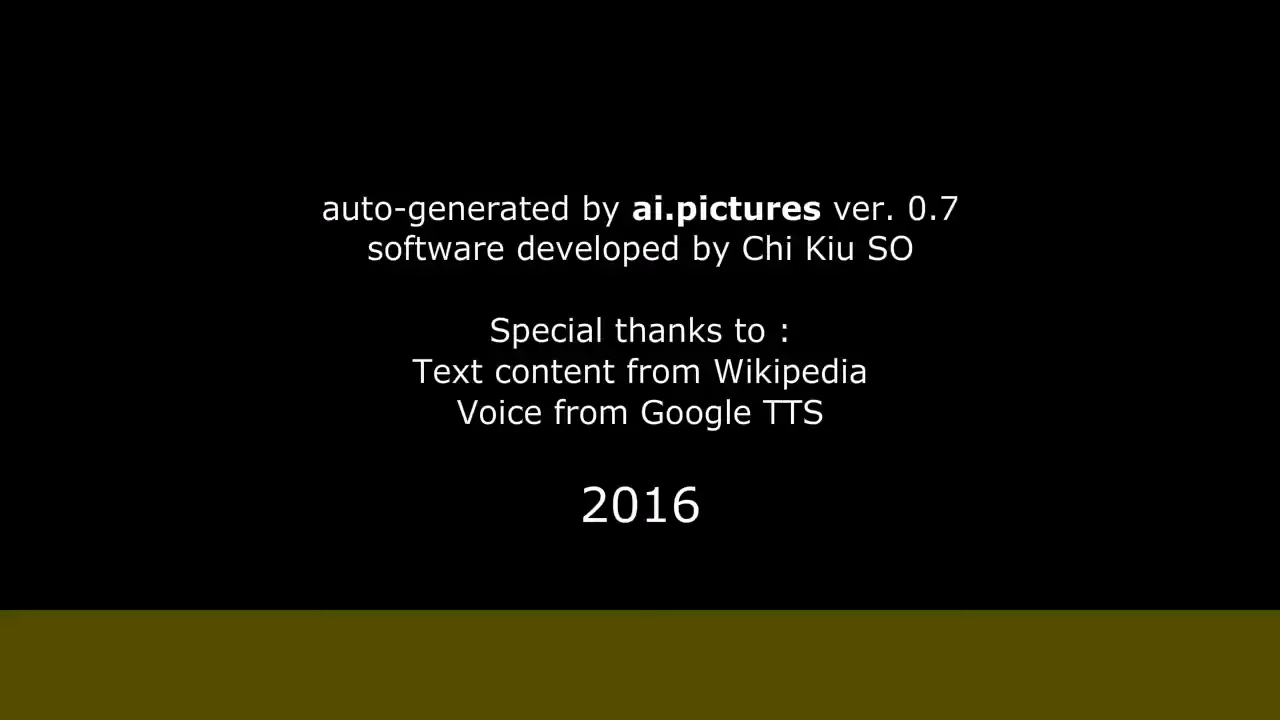 auto-generated by ai.pictures ver. 0.7
software developed by Chi Kiu SO
Special thanks to :
Text content from Wikipedia
Voice from Google TTS
2016